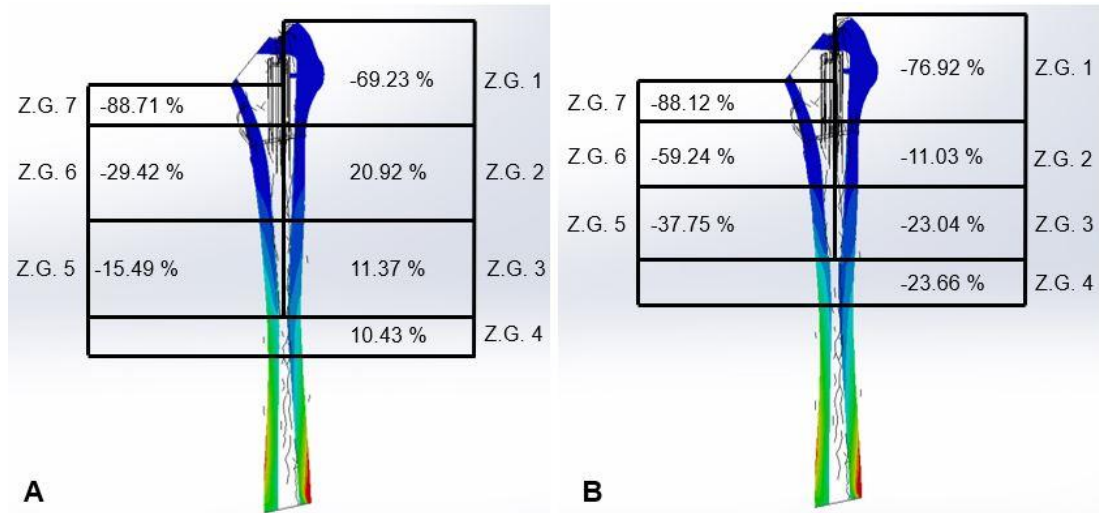 -69.23 %
Z.G. 1
Z.G. 7
-88.71 %
Z.G. 6
-29.42 %
20.92 %
Z.G. 2
Z.G. 5
-15.49 %
11.37 %
Z.G. 3
10.43 %
Z.G. 4
A
-76.92 %
Z.G. 1
Z.G. 7
-88.12 %
Z.G. 6
-59.24 %
-11.03 %
Z.G. 2
Z.G. 5
-37.75 %
-23.04 %
Z.G. 3
-23.66 %
Z.G. 4
B